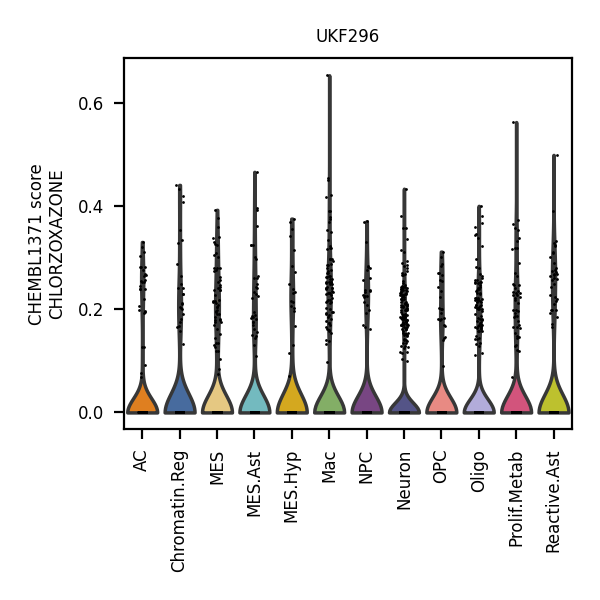 UKF296
CHEMBL1371 score
CHLORZOXAZONE
0.6
0.4
0.2
0.0
AC
Chromatin.Reg
MES
MES.Ast
MES.Hyp
Mac
NPC
Neuron
OPC
Oligo
Prolif.Metab
Reactive.Ast